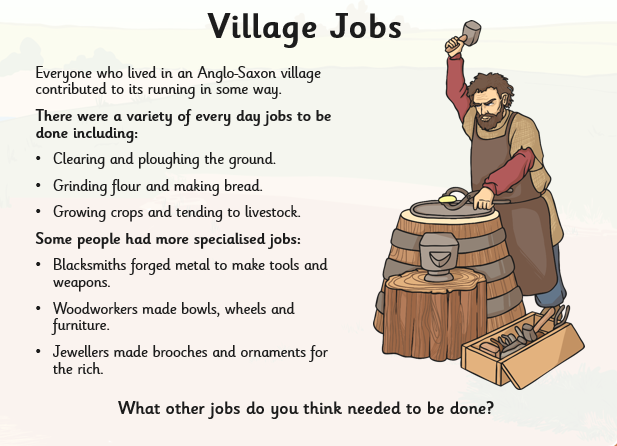 Village Jobs
Everyone who lived in an Anglo-Saxon village
contributed to its running in some way.
There were a variety of every day jobs to be
done including:
• Clearing and ploughing the ground.
• Grinding flour and making bread.
• Growing crops and tending to livestock.
Some people had more specialised jobs:
• Blacksmiths forged metal to make tools and
weapons.
• Woodworkers made bowls, wheels and
furniture.
• Jewellers made brooches and ornaments for
the rich.
What other jobs do you think needed to be done?